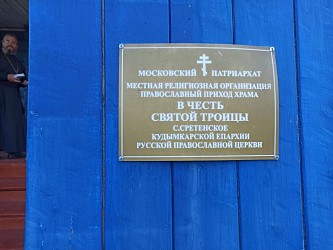 МОСКОВСКИЙ ПАТРИАРХАТ
МЕСТНАЯ РЕЛИГИОЗНАЯ ОРГАНИЗАЦИЯ
ПРАВОСЛАВНЫЙ ПРИХОД ХРАМА
В ЧЕСТЬ
СВЯТОЙ ТРОИЦЫ
С.СРЕТЕНСКОЕ
КУДЫМКАРСКОЙ ЕПАРХИИ
РУССКОЙ ПРАВОСЛАВНОЙ ЦЕРКВИ